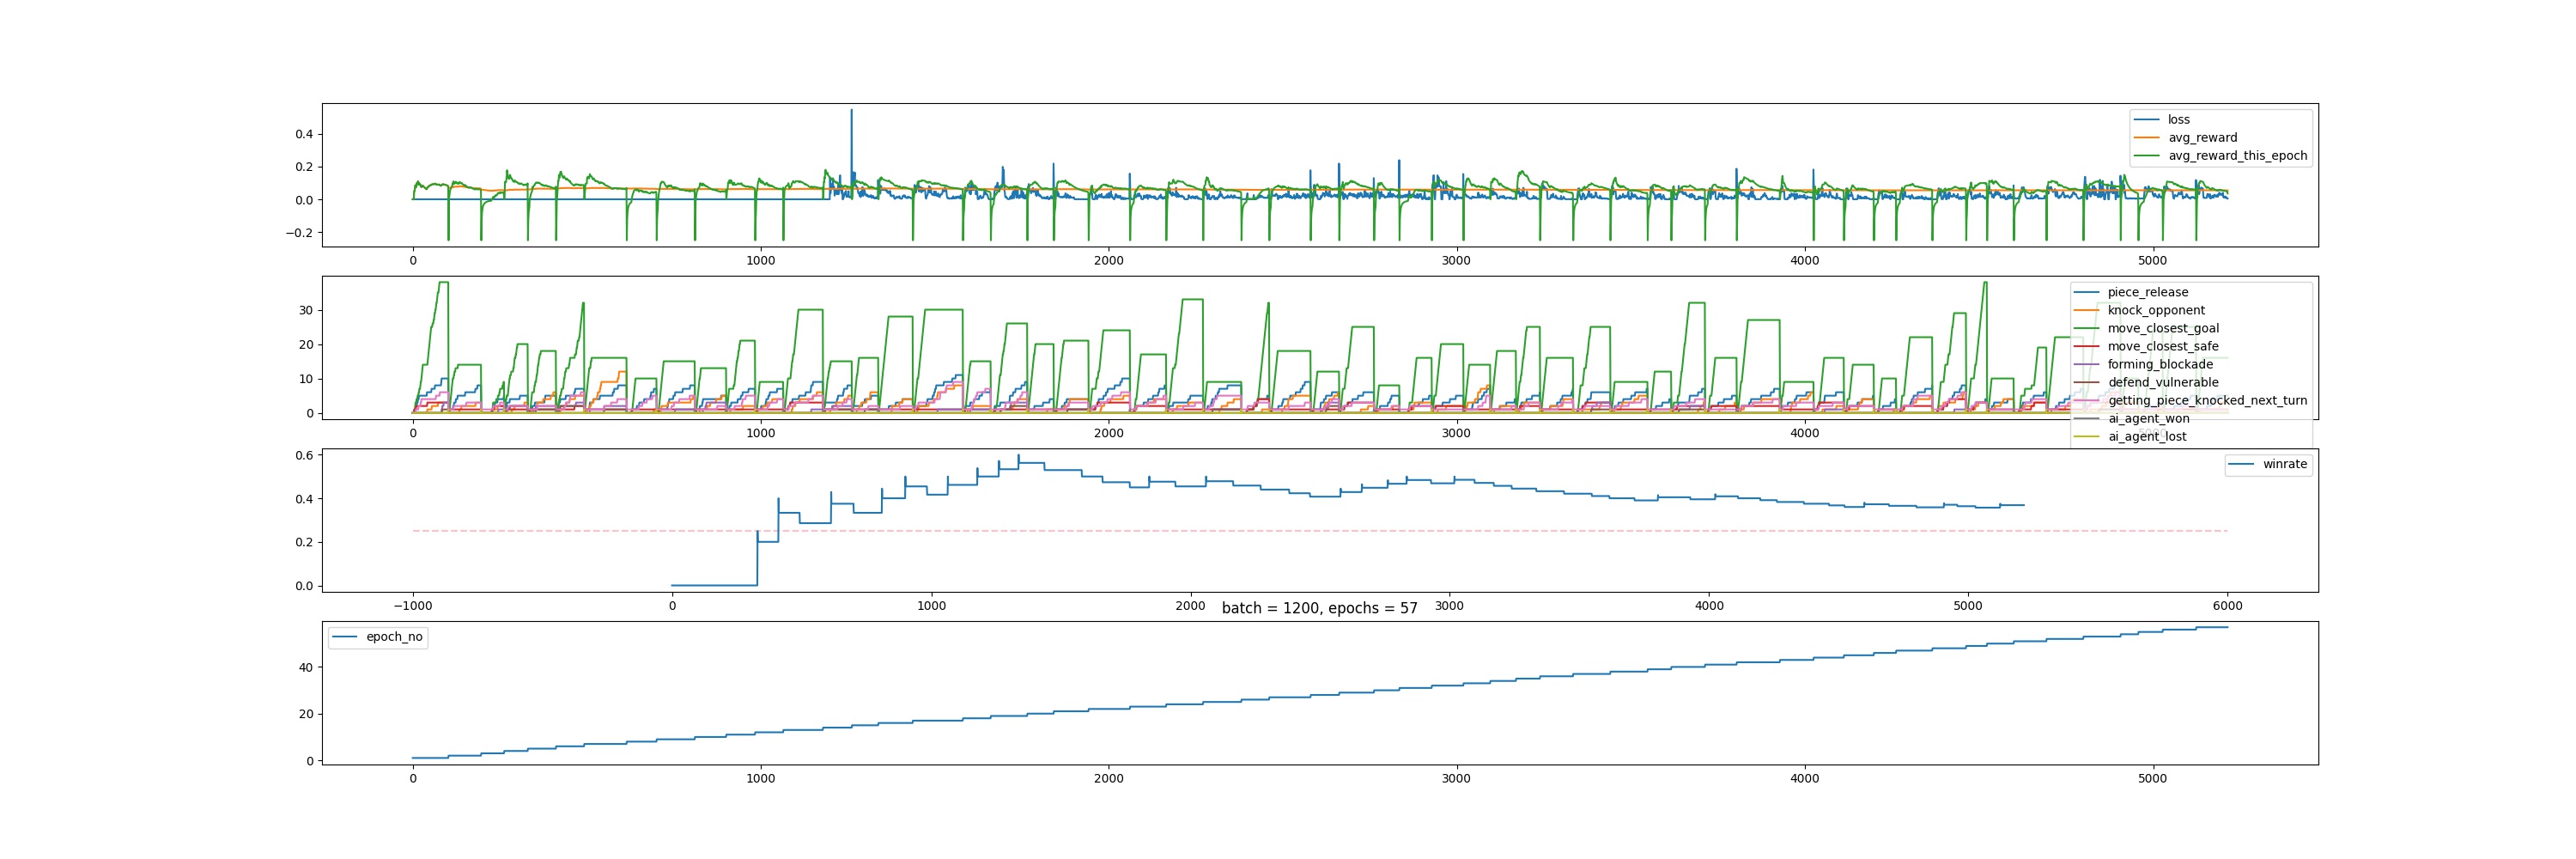 0.4
0.2
0.0
−0.2
loss
avg_reward
avg_reward_this_epoch
0 1000 2000 3000 4000 5000
30
20
10
0
piece_release
knock_opponent
move_closest_goal
move_closest_safe
forming_blockade
defend_vulnerable
getting_piece_knocked_next_turn
ai_agent_won
ai_agent_lost
0 1000 2000 3000 4000 5000
0.6
0.4
0.2
0.0
winrate
−1000 0 1000 2000 3000 4000 5000 6000
batch = 1200, epochs = 57
40
20
0
epoch_no
0 1000 2000 3000 4000 5000